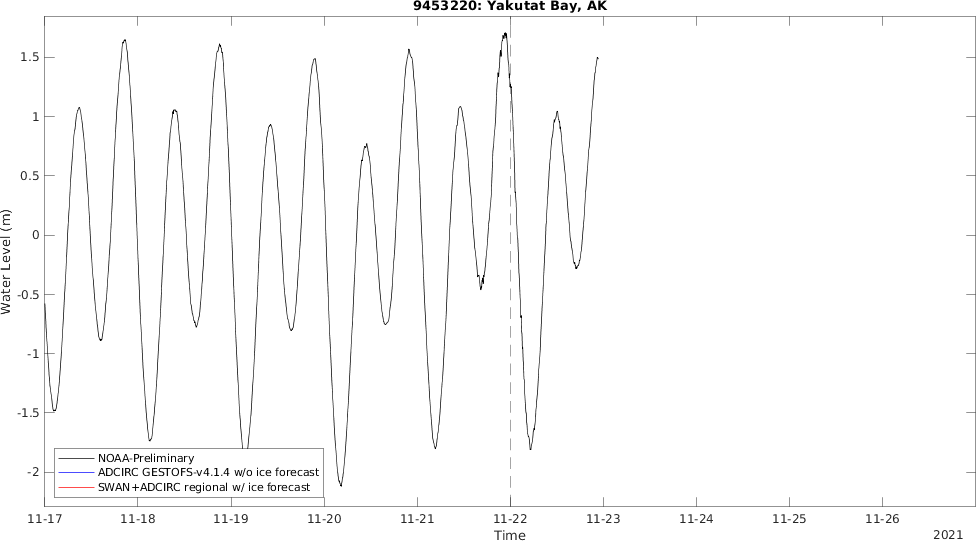 9453220: Yakutat Bay, AK
Water Level (m)
1.5
1
0.5
0
-0.5
-1
-1.5
-2
NOAA-Preliminary
ADCIRC GESTOFS-v4.1.4 w/o ice forecast
SWAN+ADCIRC regional w/ ice forecast
11-17 11-18 11-19 11-20 11-21 11-22 11-23 11-24 11-25 11-26
Time
2021